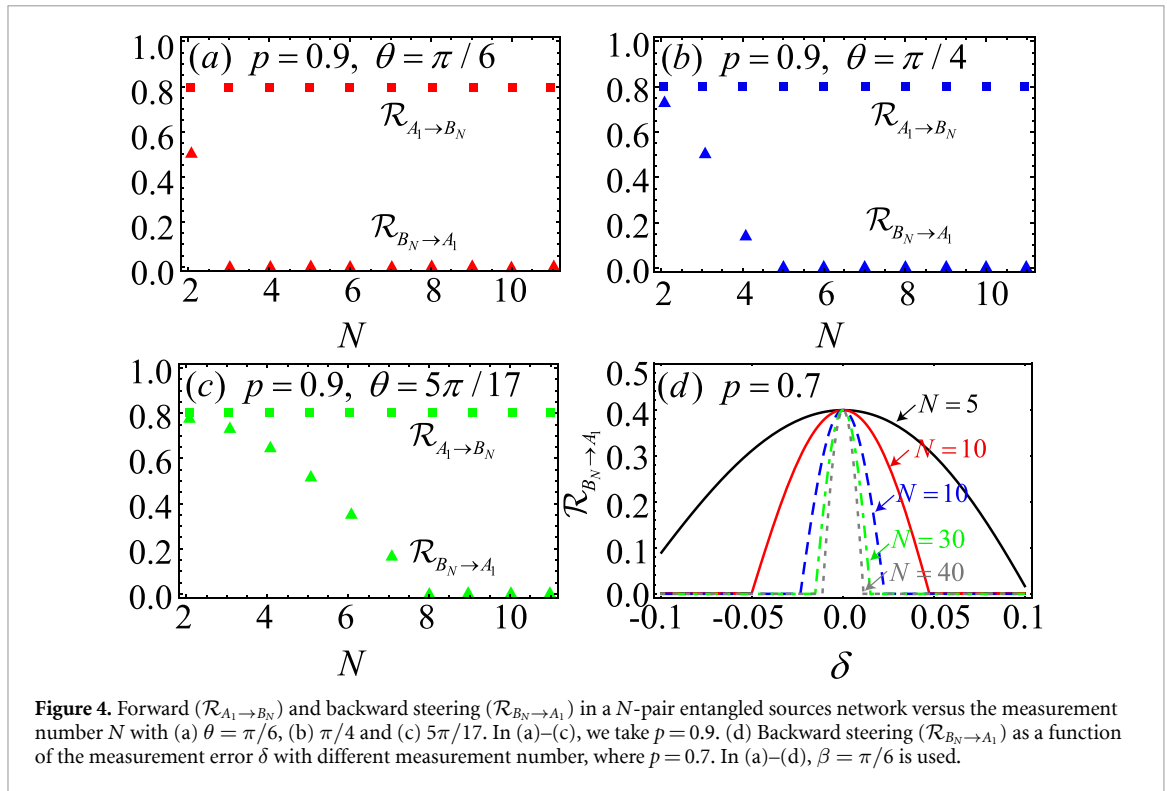 (a) p = 0.9, θ = π / 6
1.0
0.8
0.6
0.4
0.2
0.0
R_{A_1→B_N}
R_{B_N→A_1}
2 4 6 8 10
N
(b) p = 0.9, θ = π / 4
1.0
0.8
0.6
0.4
0.2
0.0
R_{A_1→B_N}
R_{B_N→A_1}
2 4 6 8 10
N
(c) p = 0.9, θ = 5π / 17
1.0
0.8
0.6
0.4
0.2
0.0
R_{A_1→B_N}
R_{B_N→A_1}
2 4 6 8 10
N
(d) p = 0.7
0.5
0.4
0.3
0.2
0.1
0.0
R_{B_N→A_1}
N = 5
N = 10
N = 10
N = 30
N = 40
-0.1 -0.05 0.0 0.05 0.1
δ
Figure 4. Forward (R_{A_1→B_N}) and backward steering (R_{B_N→A_1}) in a N-pair entangled sources network versus the measurement
number N with (a) θ = π/6, (b) π/4 and (c) 5π/17. In (a)–(c), we take p = 0.9. (d) Backward steering (R_{B_N→A_1}) as a function
of the measurement error δ with different measurement number, where p = 0.7. In (a)–(d), β = π/6 is used.